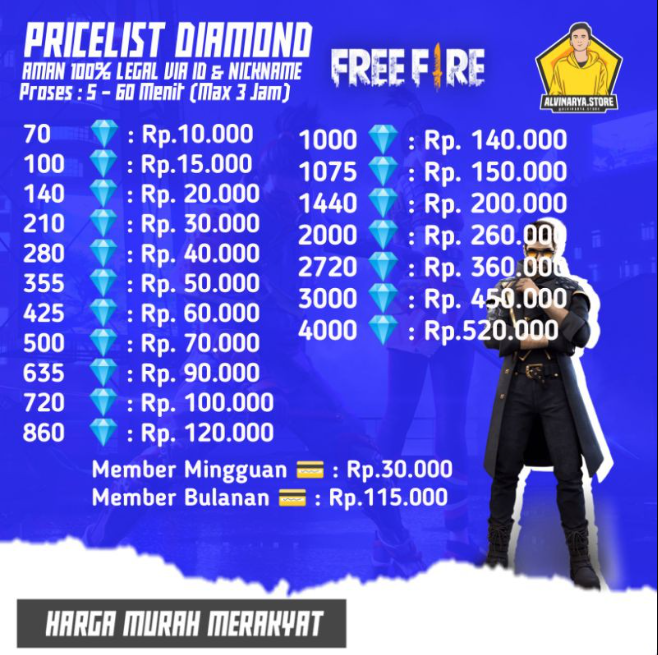 PRICELIST DIAMOND
AMAN 100% LEGAL VIA ID & NICKNAME
Proses : 5 - 60 Menit (Max 3 Jam)
FREE FIRE
ALVINARYA.STORE
70 💎 : Rp.10.000
100 💎 : Rp.15.000
140 💎 : Rp. 20.000
210 💎 : Rp. 30.000
280 💎 : Rp. 40.000
355 💎 : Rp. 50.000
425 💎 : Rp. 60.000
500 💎 : Rp. 70.000
635 💎 : Rp. 90.000
720 💎 : Rp. 100.000
860 💎 : Rp. 120.000
1000 💎 : Rp. 140.000
1075 💎 : Rp. 150.000
1440 💎 : Rp. 200.000
2000 💎 : Rp. 260.000
2720 💎 : Rp. 360.000
3000 💎 : Rp. 450.000
4000 💎 : Rp.520.000
Member Mingguan 💳 : Rp.30.000
Member Bulanan 💳 : Rp.115.000
HARGA MURAH MERAKYAT